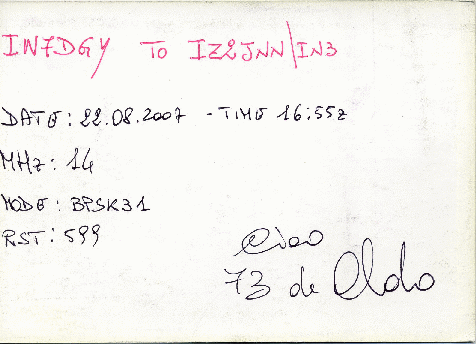 IW7DGY TO IZ2JNN/IN3
DATE: 22.08.2007 - TIME 16:55z
MHz: 14
MODE: BPSK31
RST: 599
Ciao
73 de Aldo